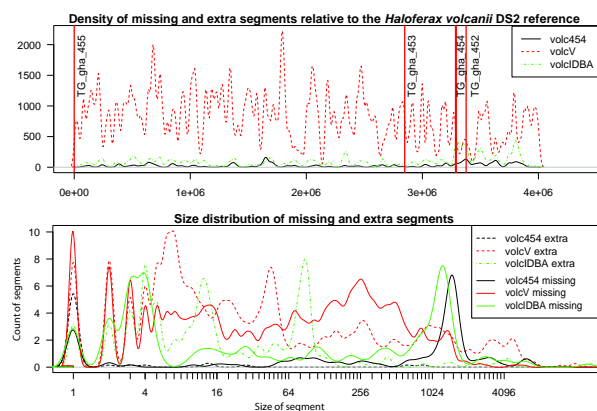 Density of missing and extra segments relative to the Haloferax volcanii DS2 reference
volc454
volcV
volcIDBA
TG_gha_455
TG_gha_453
TG_gha_454
TG_gha_452
2000
1500
1000
500
0
0e+00 1e+06 2e+06 3e+06 4e+06
Size distribution of missing and extra segments
volc454 extra
volcV extra
volcIDBA extra
volc454 missing
volcV missing
volcIDBA missing
Count of segments
10
8
6
4
2
0
1 4 16 64 256 1024 4096
Size of segment